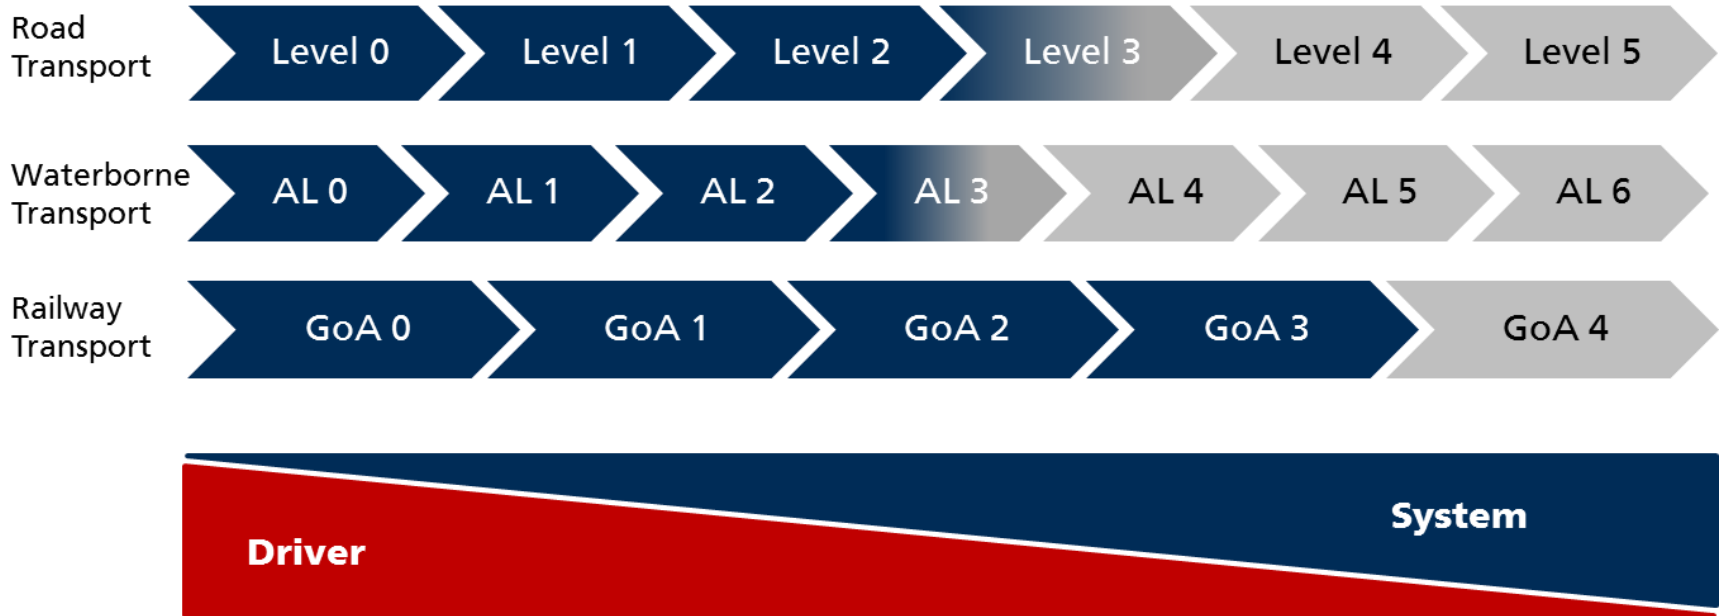 Road
Transport
Level 0
Level 1
Level 2
Level 3
Level 4
Level 5
Waterborne
Transport
AL 0
AL 1
AL 2
AL 3
AL 4
AL 5
AL 6
Railway
Transport
GoA 0
GoA 1
GoA 2
GoA 3
GoA 4
System
Driver